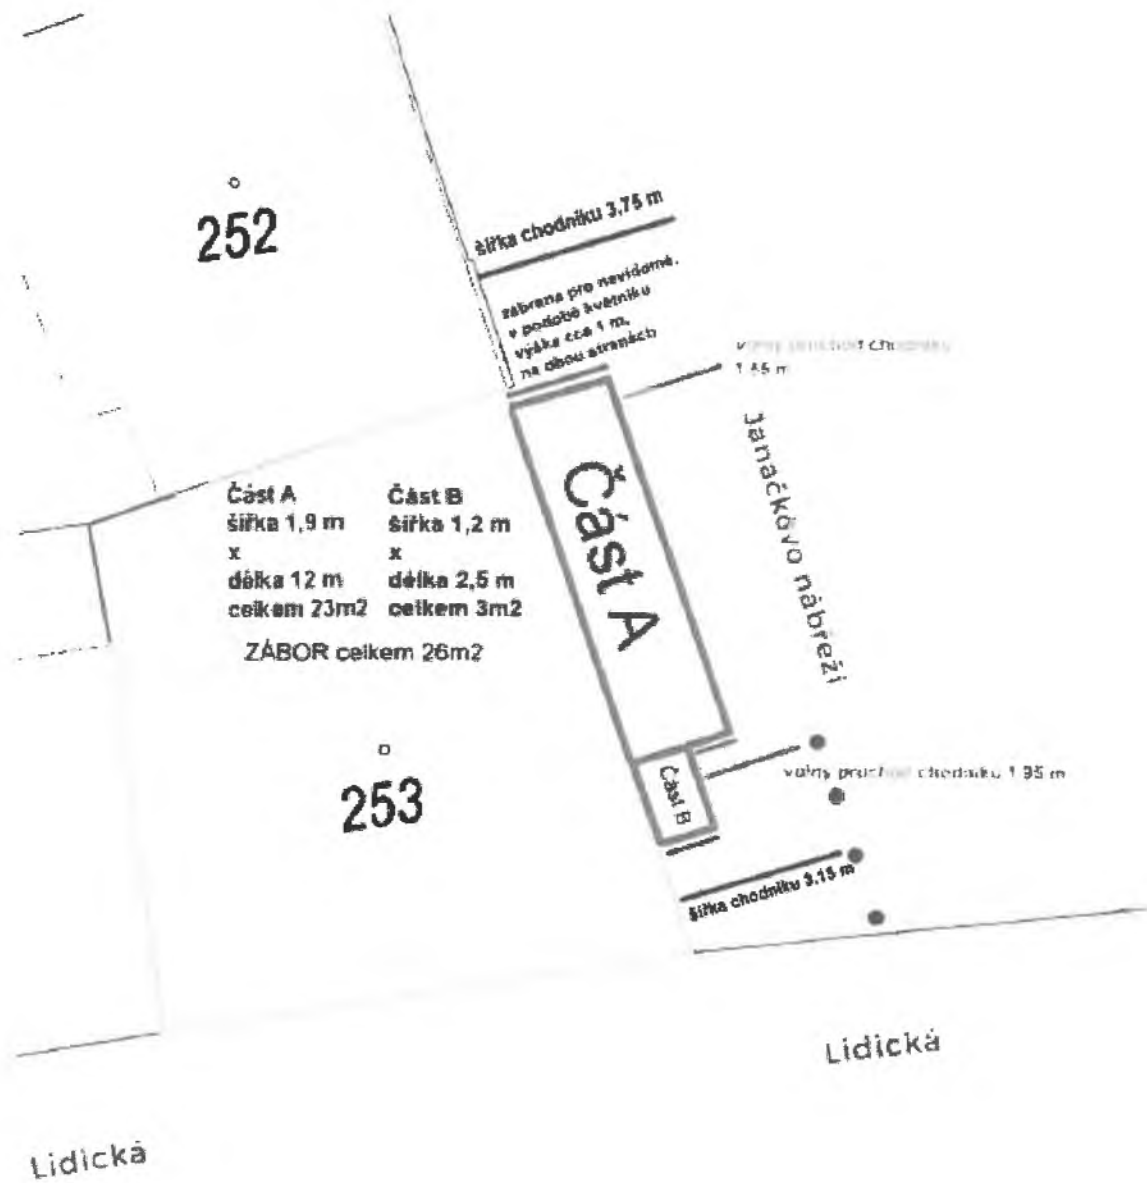 252
šířka chodníku 3,75 m
zábrana pro nevidomé,
v podobě květníku
výška cca 1 m,
na obou stranách
volný průchod chodníku
m
Část A
šířka 1,9 m
x
délka 12 m
celkem 23m2
Část B
šířka 1,2 m
x
délka 2,5 m
celkem 3m2
ZÁBOR celkem 26m2
Část A
Janáčkovo nábřeží
253
Část B
volný průchod chodníku 1.95 m
šířka chodníku 3,15 m
Lidická
Lidická